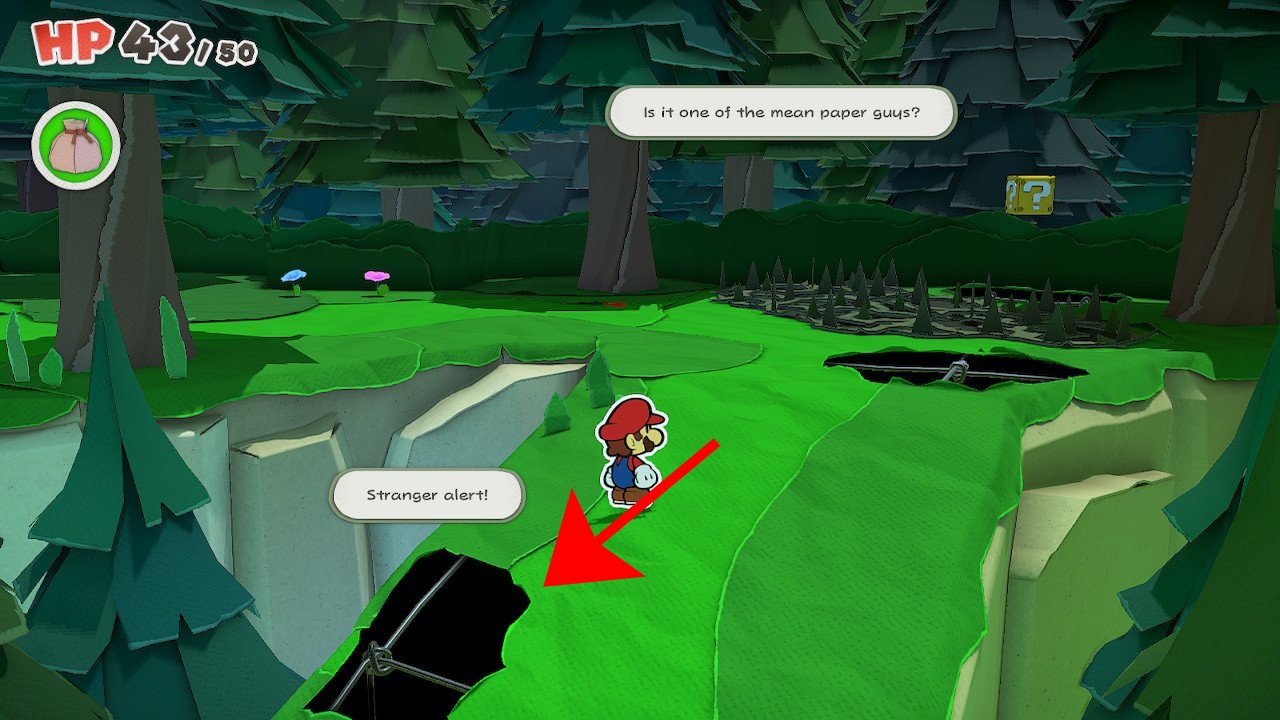 HP 43/50
Is it one of the mean paper guys?
?
?
Stranger alert!